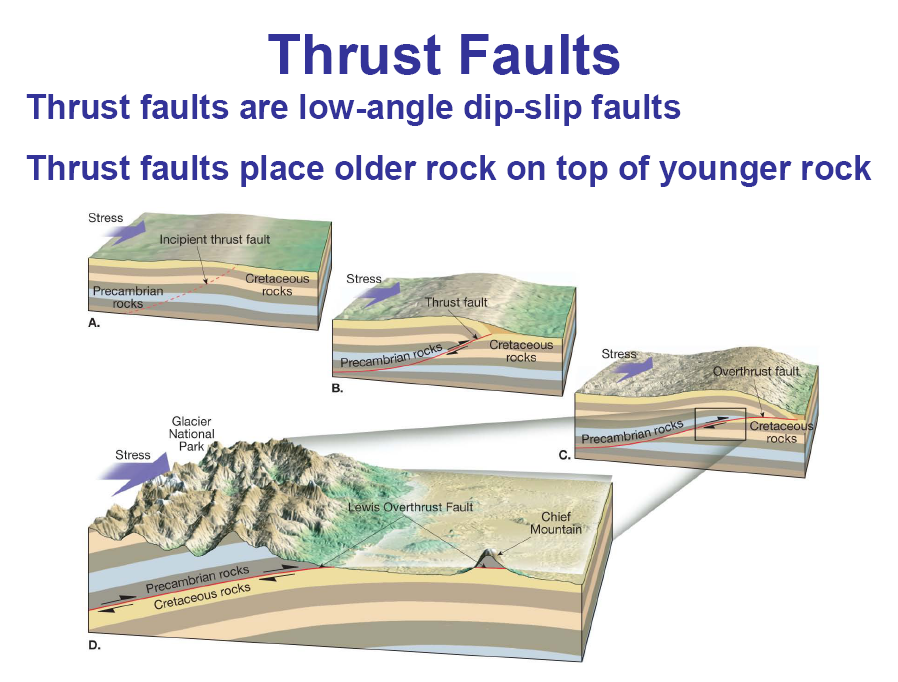 Thrust Faults
Thrust faults are low-angle dip-slip faults
Thrust faults place older rock on top of younger rock
Stress
Incipient thrust fault
Cretaceous
rocks
Precambrian
rocks
A.
Stress
Thrust fault
Cretaceous
rocks
Precambrian rocks
B.
Stress
Overthrust fault
Cretaceous
rocks
Precambrian rocks
C.
Glacier
National
Park
Stress
Lewis Overthrust Fault
Chief
Mountain
Precambrian rocks
Cretaceous rocks
D.